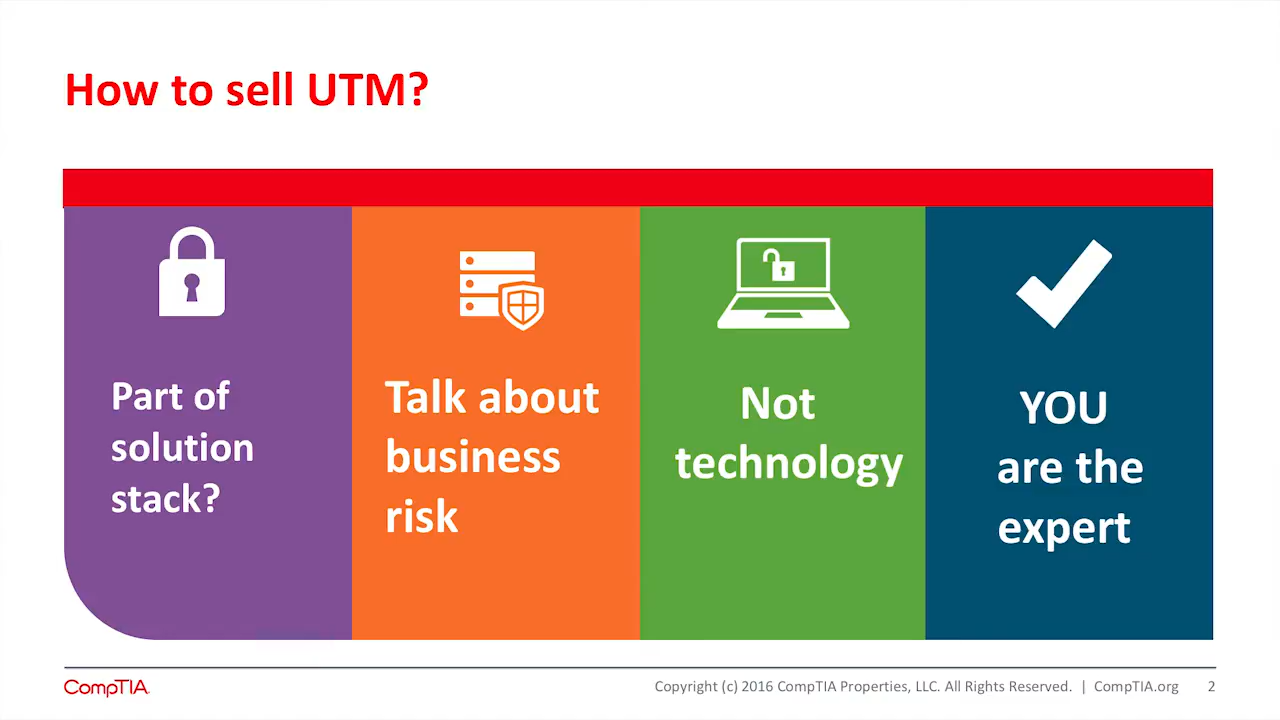 How to sell UTM?
Part of
solution
stack?
Talk about
business
risk
Not
technology
YOU
are the
expert
CompTIA.
Copyright (c) 2016 CompTIA Properties, LLC. All Rights Reserved. | CompTIA.org 2